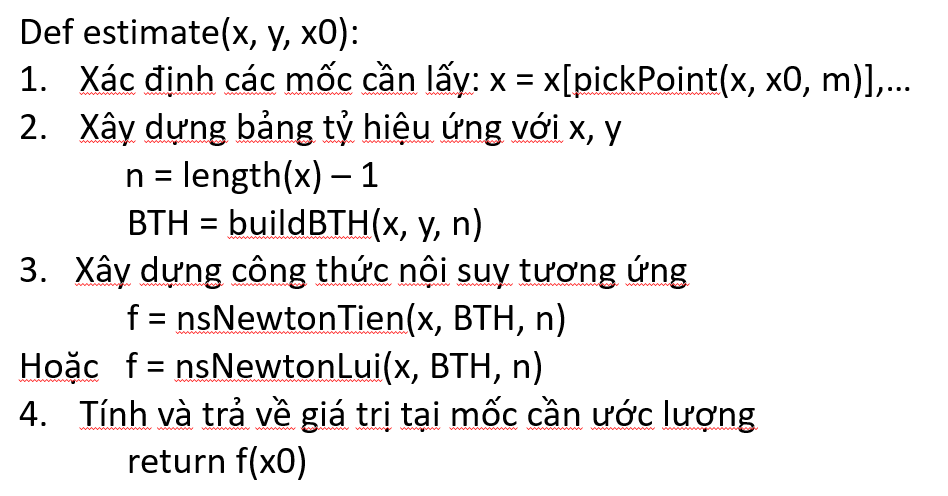 Def estimate(x, y, x0):
1. Xác định các mốc cần lấy: x = x[pickPoint(x, x0, m)],...
2. Xây dựng bảng tỷ hiệu ứng với x, y
n = length(x) – 1
BTH = buildBTH(x, y, n)
3. Xây dựng công thức nội suy tương ứng
f = nsNewtonTien(x, BTH, n)
Hoặc f = nsNewtonLui(x, BTH, n)
4. Tính và trả về giá trị tại mốc cần ước lượng
return f(x0)